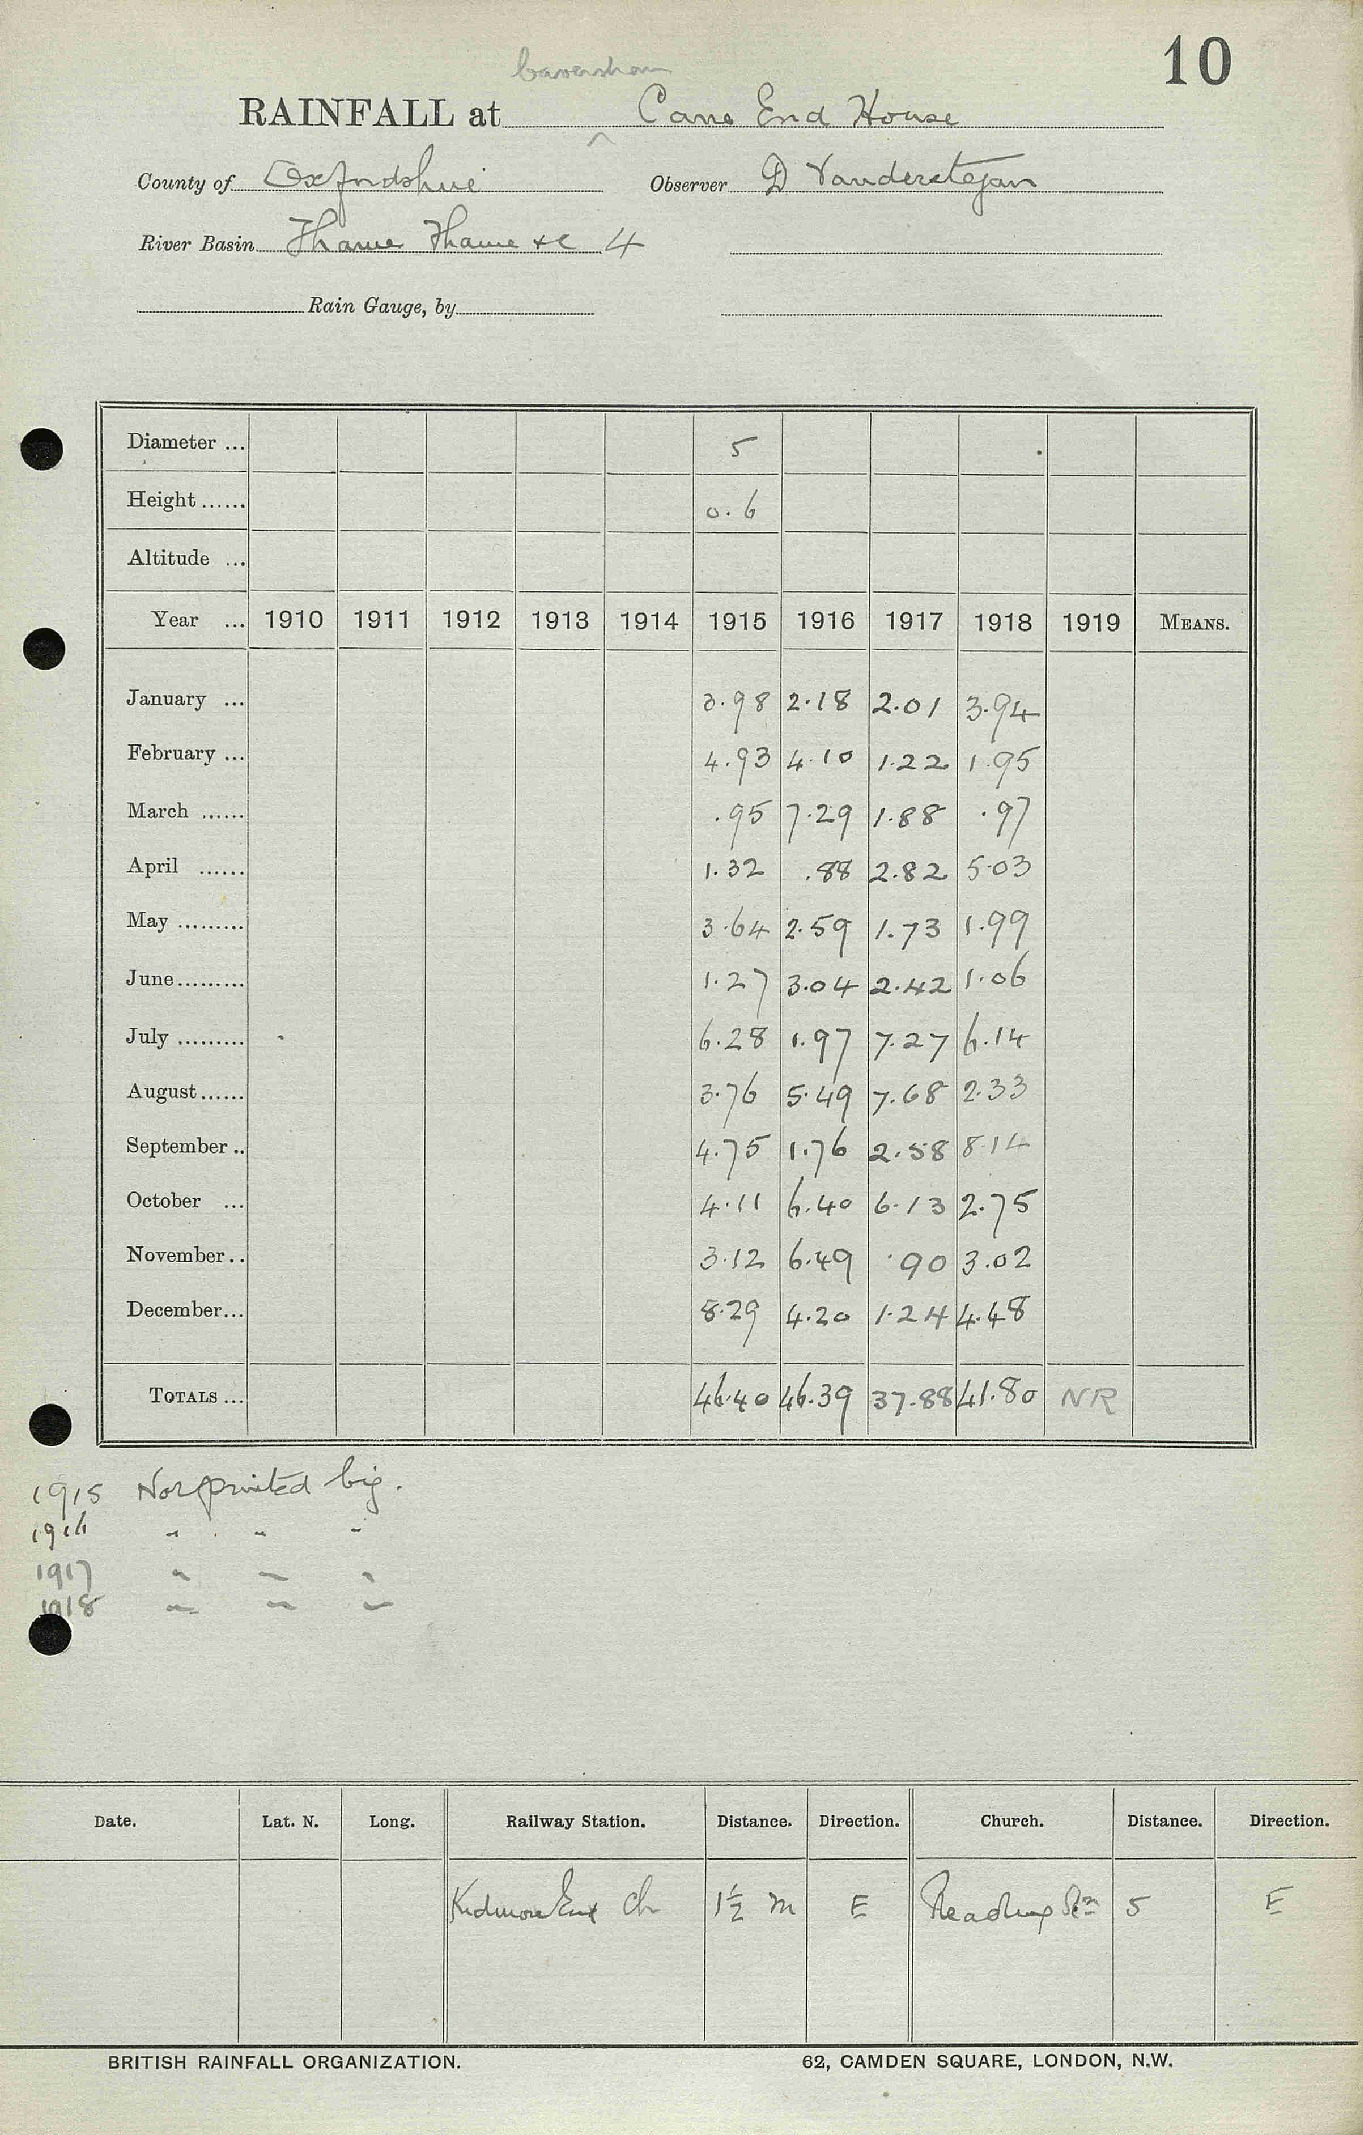 10
Caversham
RAINFALL at Cane End House
County of Oxfordshire Observer D Vanderstegan
River Basin Thame Thame &c 4
Rain Gauge, by
Diameter ... 5
Height ...... 0.6
Altitude ...
Year ... 1910 1911 1912 1913 1914 1915 1916 1917 1918 1919 MEANS.
January ... 3.98 2.18 2.01 3.94
February ... 4.93 4.10 1.22 1.95
March ...... .95 7.29 1.88 .97
April ...... 1.32 .88 2.82 5.03
May ......... 3.64 2.59 1.73 1.99
June ......... 1.27 3.04 2.42 1.06
July ......... 6.28 1.97 7.27 6.14
August ...... 3.76 5.49 7.68 2.33
September .. 4.75 1.76 2.58 8.14
October ... 4.11 6.40 6.13 2.75
November .. 3.12 6.49 .90 3.02
December ... 8.29 4.20 1.24 4.48
TOTALS ... 46.40 46.39 37.88 41.80 NR
1915 Not printed big.
1916 " " "
1917 " " "
1918 " " "
Date. Lat. N. Long. Railway Station. Distance. Direction. Church. Distance. Direction.
Kidmore End Ch 1½ m E Reading Stn 5 E
BRITISH RAINFALL ORGANIZATION. 62, CAMDEN SQUARE, LONDON, N.W.